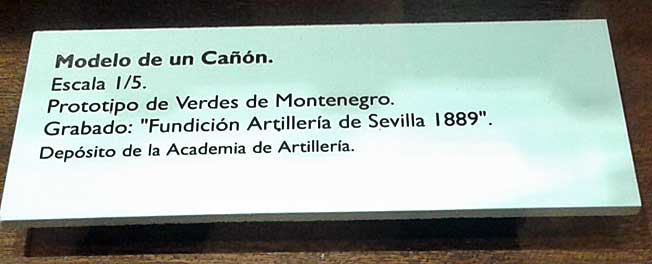 Modelo de un Cañón.
Escala 1/5.
Prototipo de Verdes de Montenegro.
Grabado: "Fundición Artillería de Sevilla 1889".
Depósito de la Academia de Artillería.